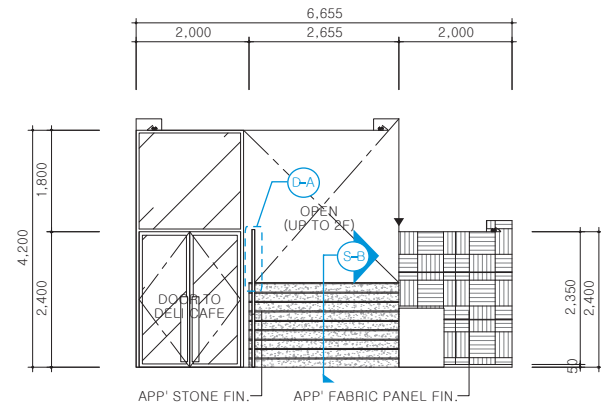 6,655
2,000
2,655
2,000
1,800
4,200
2,400
D-A
OPEN
(UP TO 2F)
S-B
DOOR TO
DELI CAFE
2,350
2,400
50
APP' STONE FIN.
APP' FABRIC PANEL FIN.